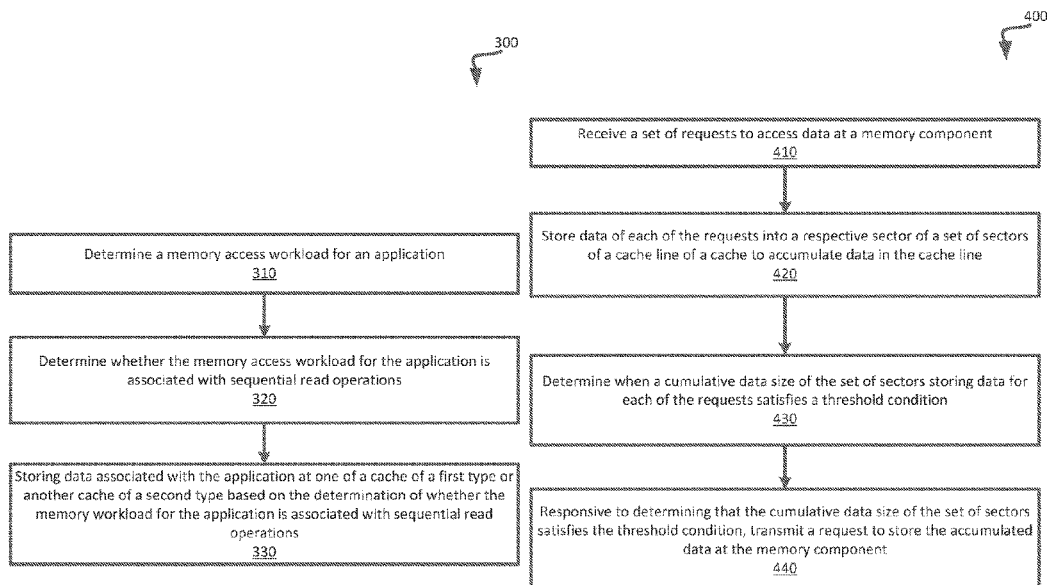 300
Determine a memory access workload for an application
310
Determine whether the memory access workload for the application is
associated with sequential read operations
320
Storing data associated with the application at one of a cache of a first type or
another cache of a second type based on the determination of whether the
memory workload for the application is associated with sequential read
operations
330
400
Receive a set of requests to access data at a memory component
410
Store data of each of the requests into a respective sector of a set of sectors
of a cache line of a cache to accumulate data in the cache line
420
Determine when a cumulative data size of the set of sectors storing data for
each of the requests satisfies a threshold condition
430
Responsive to determining that the cumulative data size of the set of sectors
satisfies the threshold condition, transmit a request to store the accumulated
data at the memory component
440